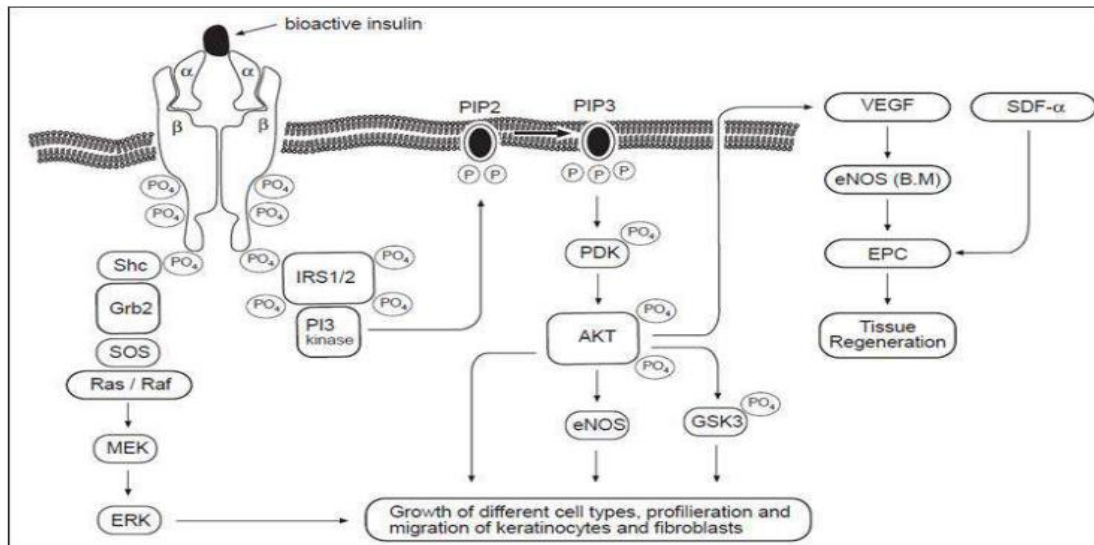 bioactive insulin
α
α
β
β
PO4
PO4
PO4
PO4
Shc
PO4
PO4
Grb2
SOS
Ras / Raf
MEK
ERK
IRS1/2
PO4
PO4
PO4
PI3
kinase
PIP2
PIP3
P
P
P
P
P
PDK
PO4
AKT
PO4
PO4
eNOS
GSK3
PO4
VEGF
SDF-α
eNOS (B.M)
EPC
Tissue
Regeneration
Growth of different cell types, profilieration and
migration of keratinocytes and fibroblasts